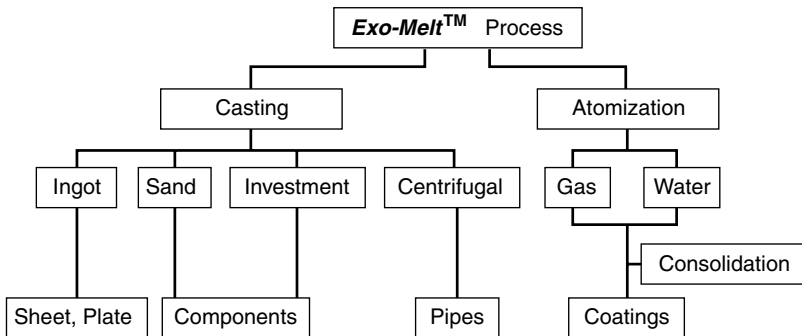 Exo-Melt™ Process
Casting
Atomization
Ingot
Sand
Investment
Centrifugal
Gas
Water
Consolidation
Sheet, Plate
Components
Pipes
Coatings